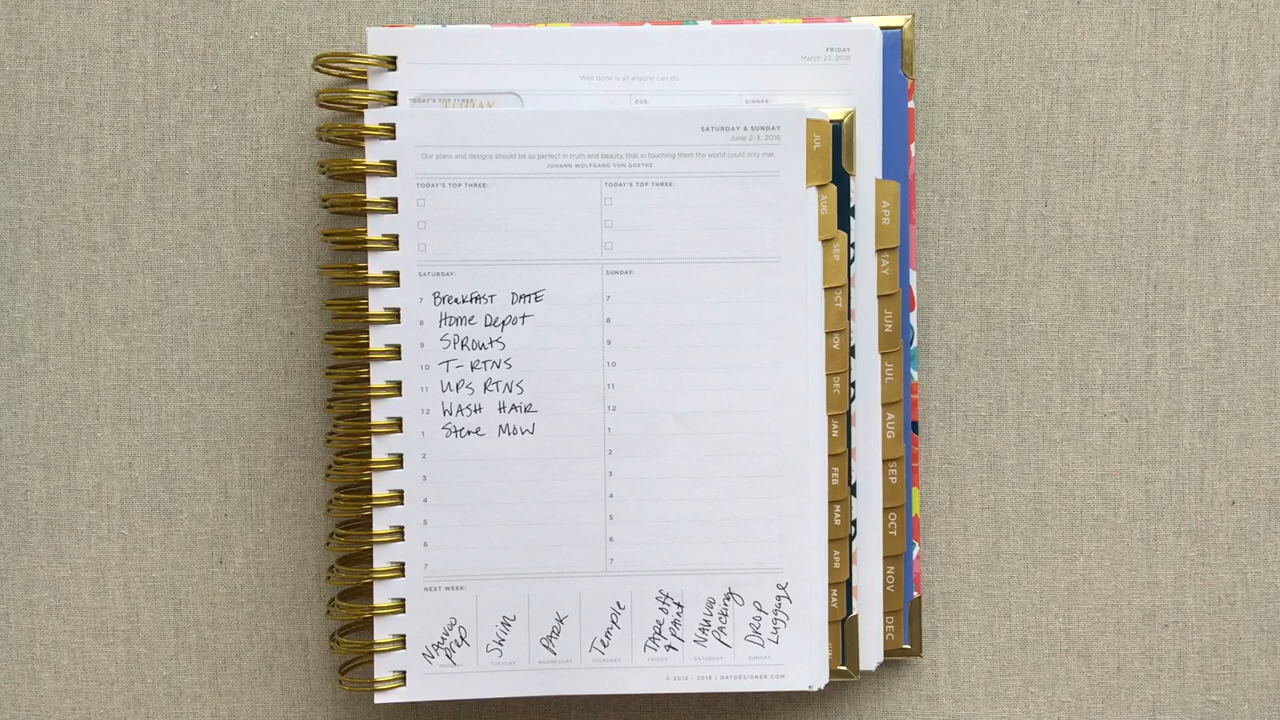 FRIDAY
March 23, 2018
Well done is all anyone can do.
TODAY'S TOP THREE:
TODAY
DUE:
DINNER:
SATURDAY & SUNDAY
June 2-3, 2018
Our plans and designs should be so perfect in truth and beauty, that in touching them the world could only mar.
JOHANN WOLFGANG VON GOETHE
TODAY'S TOP THREE:
TODAY'S TOP THREE:
SATURDAY:
7 Breakfast DATE
8 Home Depot
9 SPROUTS
10 T-RTNS
11 UPS RTNS
12 WASH HAIR
1 Steve MOW
2
3
4
5
6
7
SUNDAY:
7
8
9
10
11
12
1
2
3
4
5
6
7
NEXT WEEK:
Nauvoo
prep
MONDAY
Swim
TUESDAY
Park
WEDNESDAY
Temple
THURSDAY
Tape off
& paint
FRIDAY
Nauvoo
Packing
SATURDAY
DROP
Luggage
SUNDAY
© 2012 - 2018 | DAYDESIGNER.COM
JUL
AUG
SEP
OCT
NOV
DEC
JAN
FEB
MAR
APR
MAY
JUN
APR
MAY
JUN
JUL
AUG
SEP
OCT
NOV
DEC